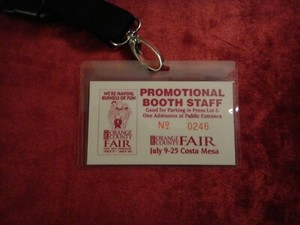 WE'RE HAVING
BUSHELS OF FUN!
ORANGE
COUNTY
FAIR
PROMOTIONAL
BOOTH STAFF
Good for Parking in Press Lot &
One Admission at Public Entrance
No 0246
ORANGE
COUNTY FAIR
July 9-25 Costa Mesa